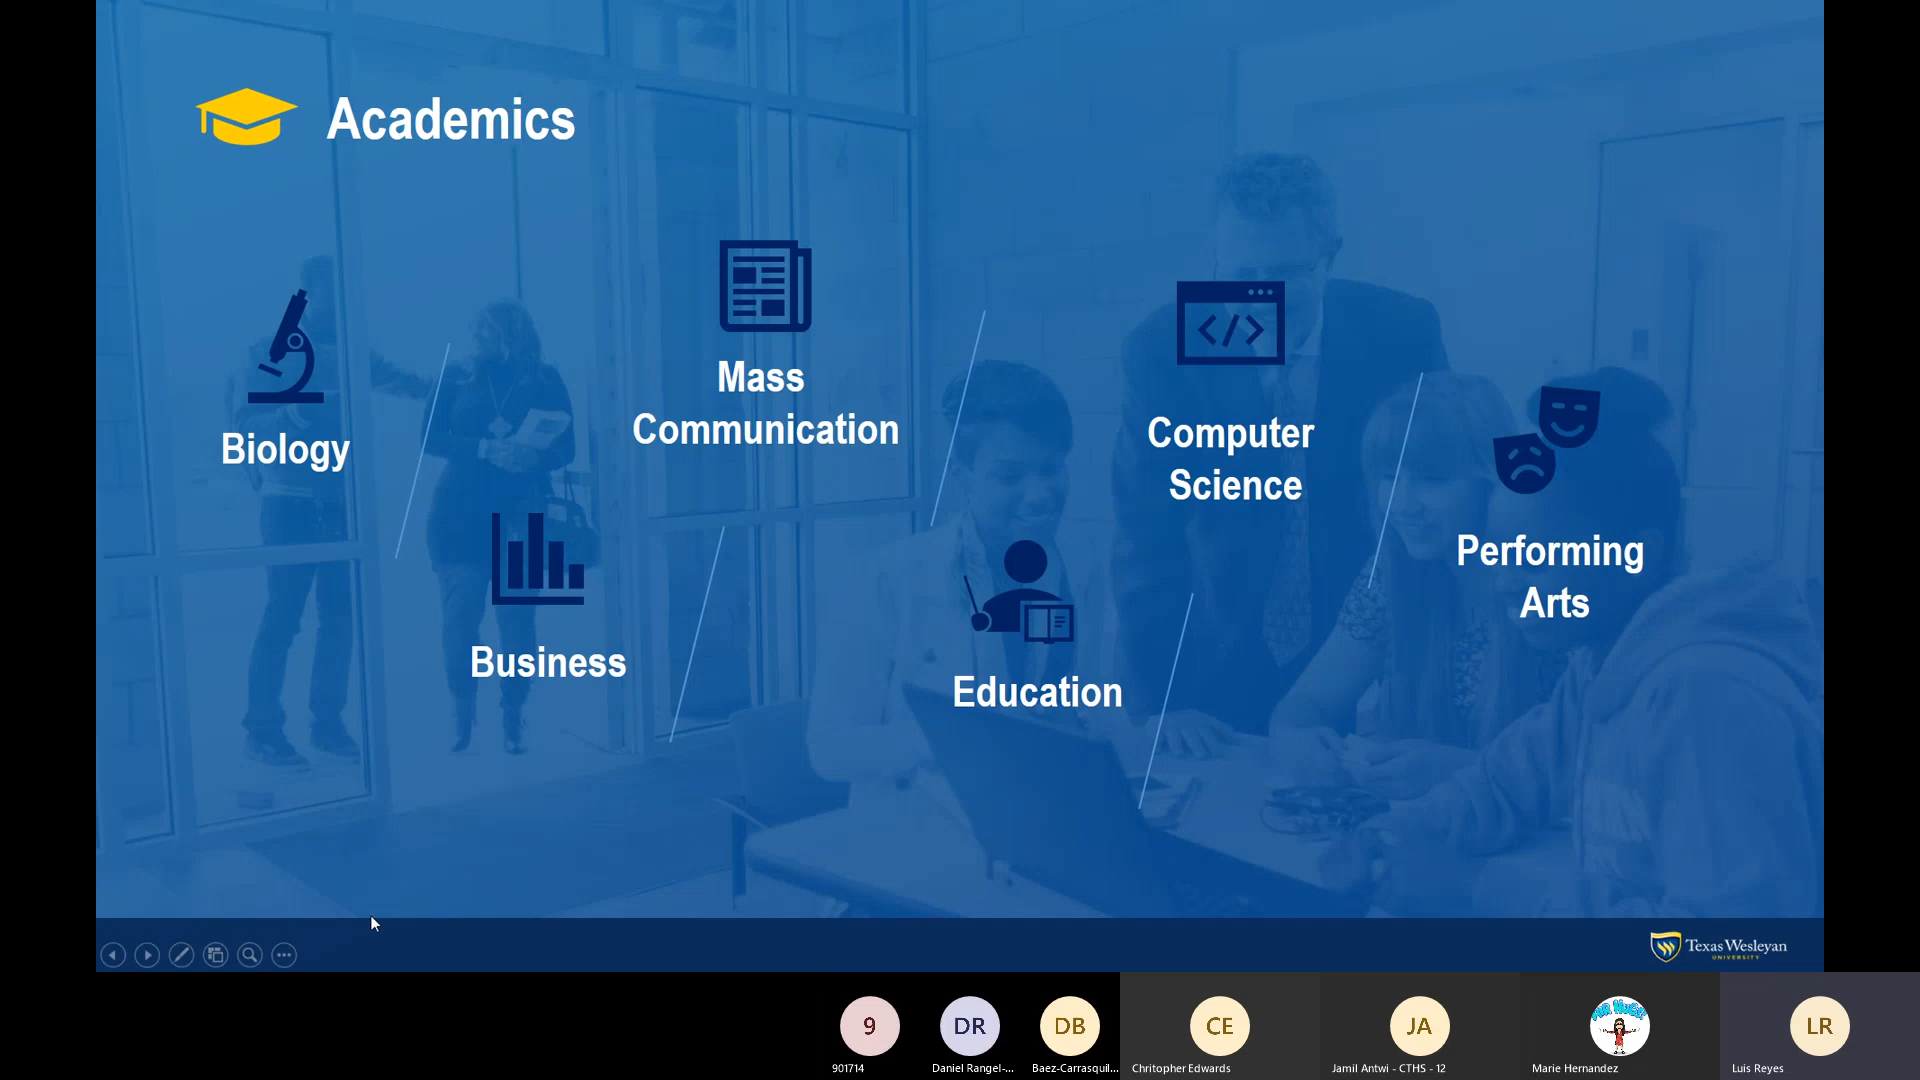 Academics
Biology
Business
Mass
Communication
Education
Computer
Science
Performing
Arts
Texas Wesleyan
UNIVERSITY
9
901714
DR
Daniel Rangel-...
DB
Baez-Carrasquil...
CE
Chritopher Edwards
JA
Jamil Antwi - CTHS - 12
Marie Hernandez
LR
Luis Reyes